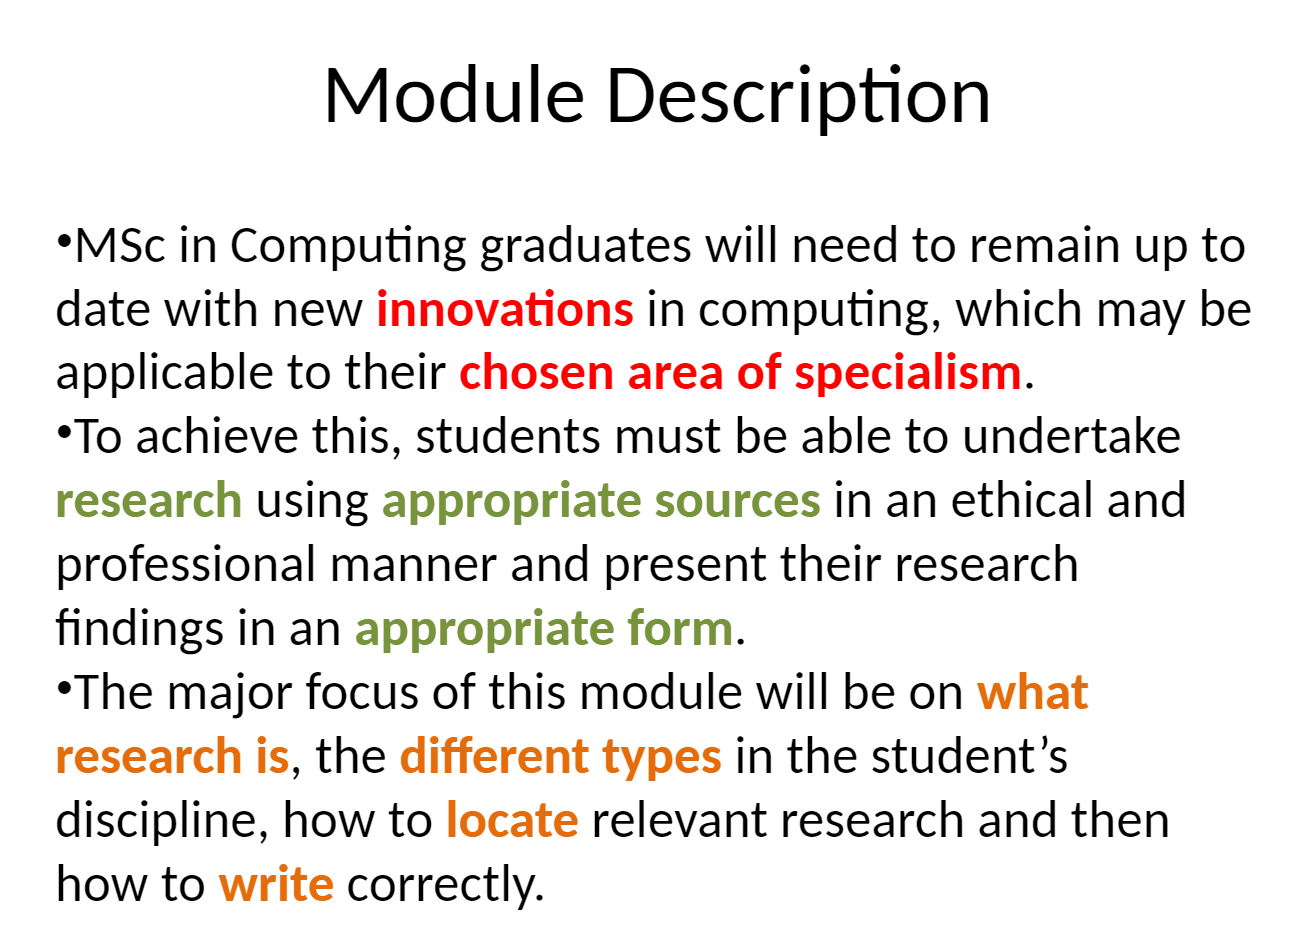 Module Description
•MSc in Computing graduates will need to remain up to
date with new innovations in computing, which may be
applicable to their chosen area of specialism.
•To achieve this, students must be able to undertake
research using appropriate sources in an ethical and
professional manner and present their research
findings in an appropriate form.
•The major focus of this module will be on what
research is, the different types in the student’s
discipline, how to locate relevant research and then
how to write correctly.